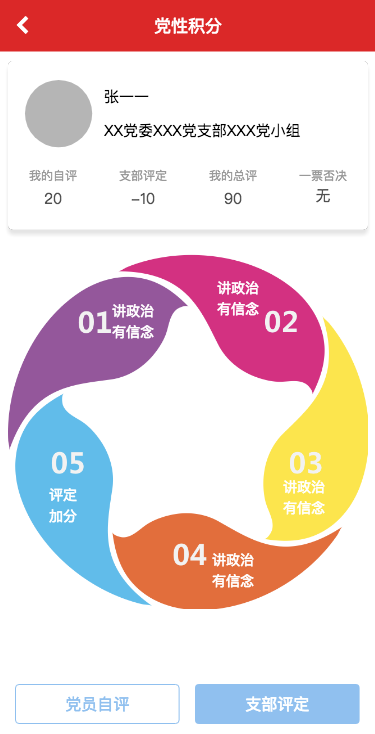 党性积分
张一一
XX党委XXX党支部XXX党小组
我的自评 支部评定 我的总评 一票否决
20 -10 90 无
01 讲政治
有信念
讲政治
有信念 02
03
讲政治
有信念
04 讲政治
有信念
05
评定
加分
党员自评 支部评定